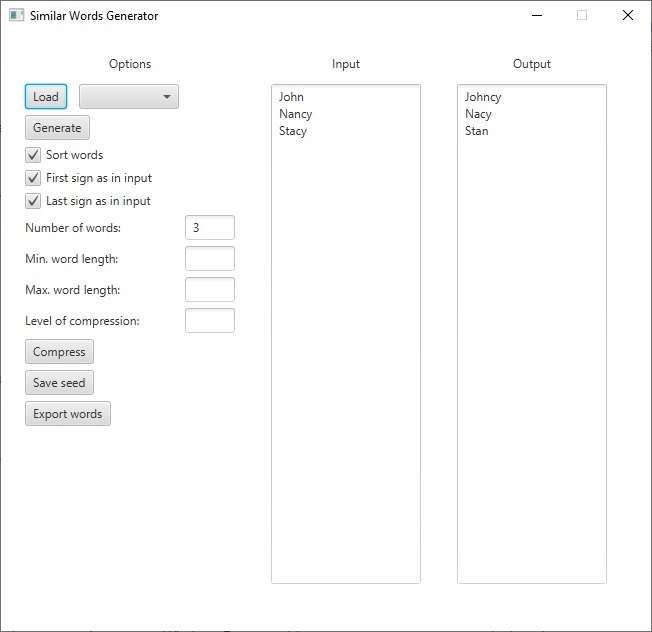 Similar Words Generator
Options
Load
Generate
Sort words
First sign as in input
Last sign as in input
Number of words: 3
Min. word length:
Max. word length:
Level of compression:
Compress
Save seed
Export words
Input
John
Nancy
Stacy
Output
Johncy
Nacy
Stan